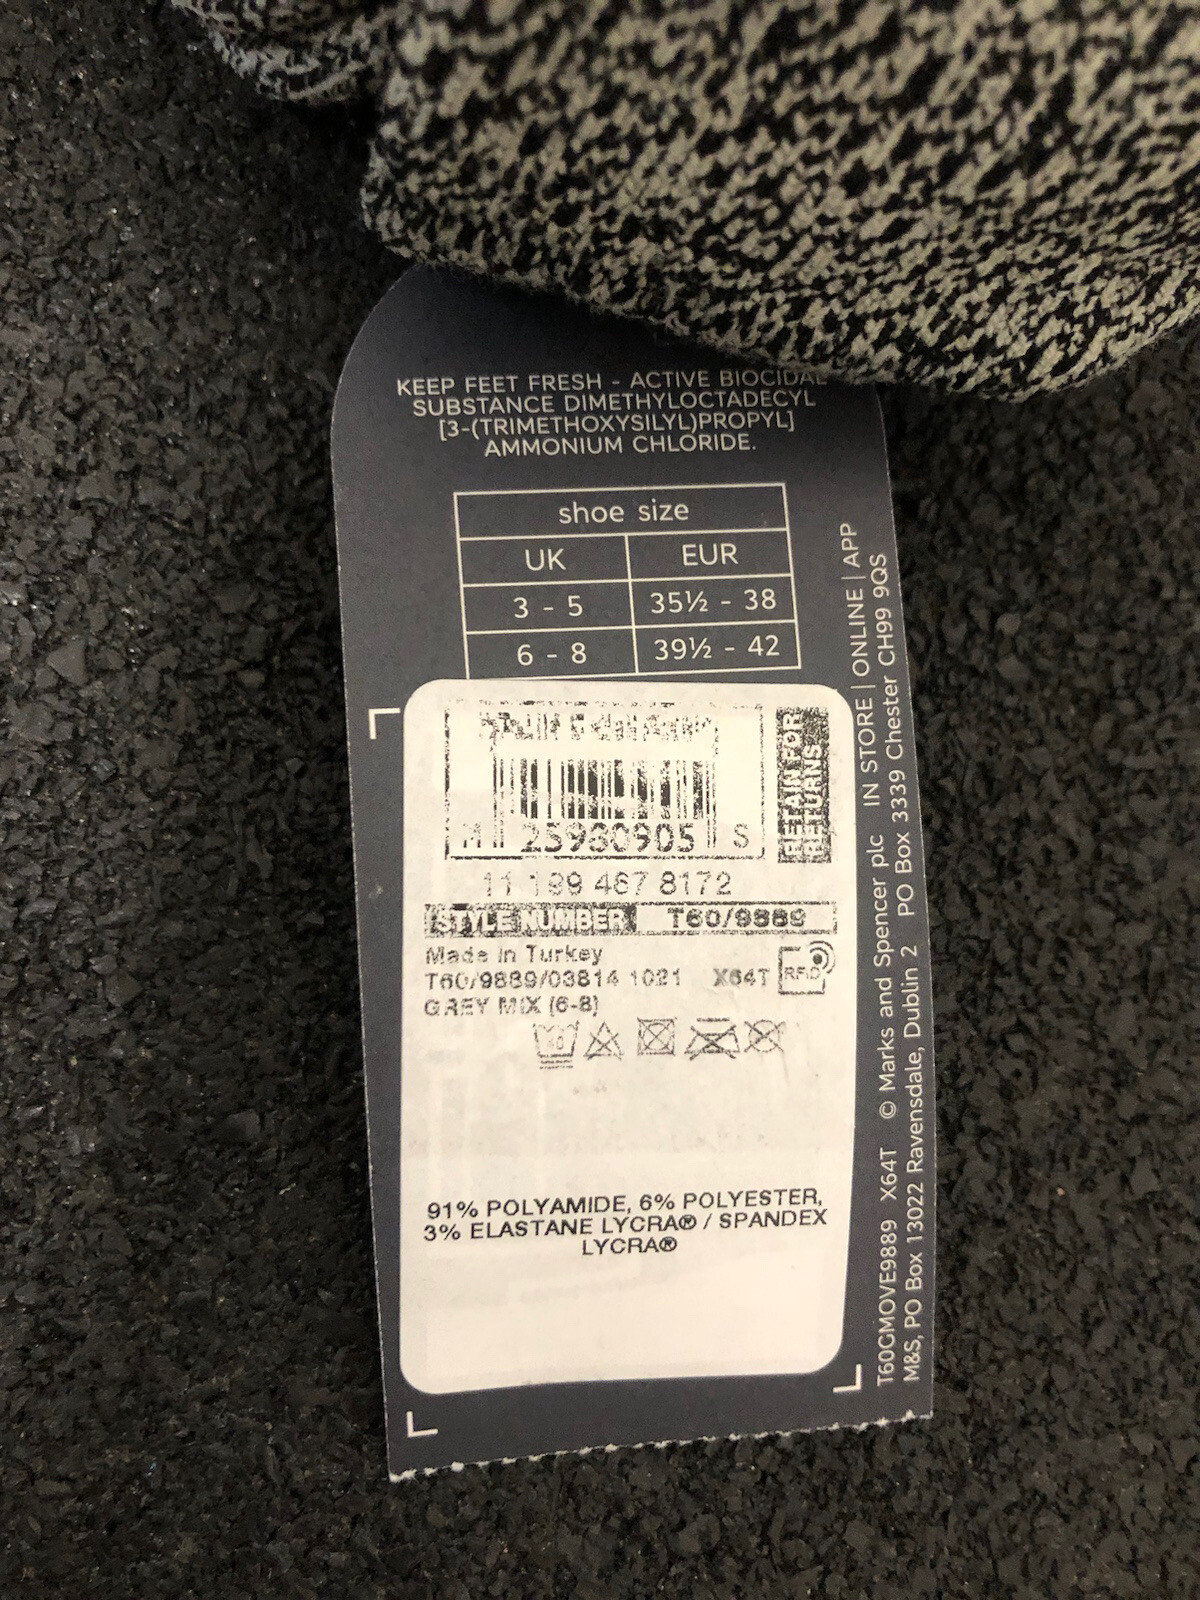 KEEP FEET FRESH - ACTIVE BIOCIDAL
SUBSTANCE DIMETHYLOCTADECYL
[3-(TRIMETHOXYSILYL)PROPYL]
AMMONIUM CHLORIDE.
shoe size
UK EUR
3 - 5 35½ - 38
6 - 8 39½ - 42
RETAIN FOR
RETURNS
M 25980905 S
11 199 467 8172
STYLE NUMBER T60/9889
Made in Turkey
T60/9889/03814 1021 X64T RFID
GREY MIX (6-8)
40
91% POLYAMIDE, 6% POLYESTER,
3% ELASTANE LYCRA® / SPANDEX
LYCRA®
T60GMOVE9889 X64T © Marks and Spencer plc IN STORE | ONLINE | APP
M&S, PO Box 13022 Ravensdale, Dublin 2 PO Box 3339 Chester CH99 9QS